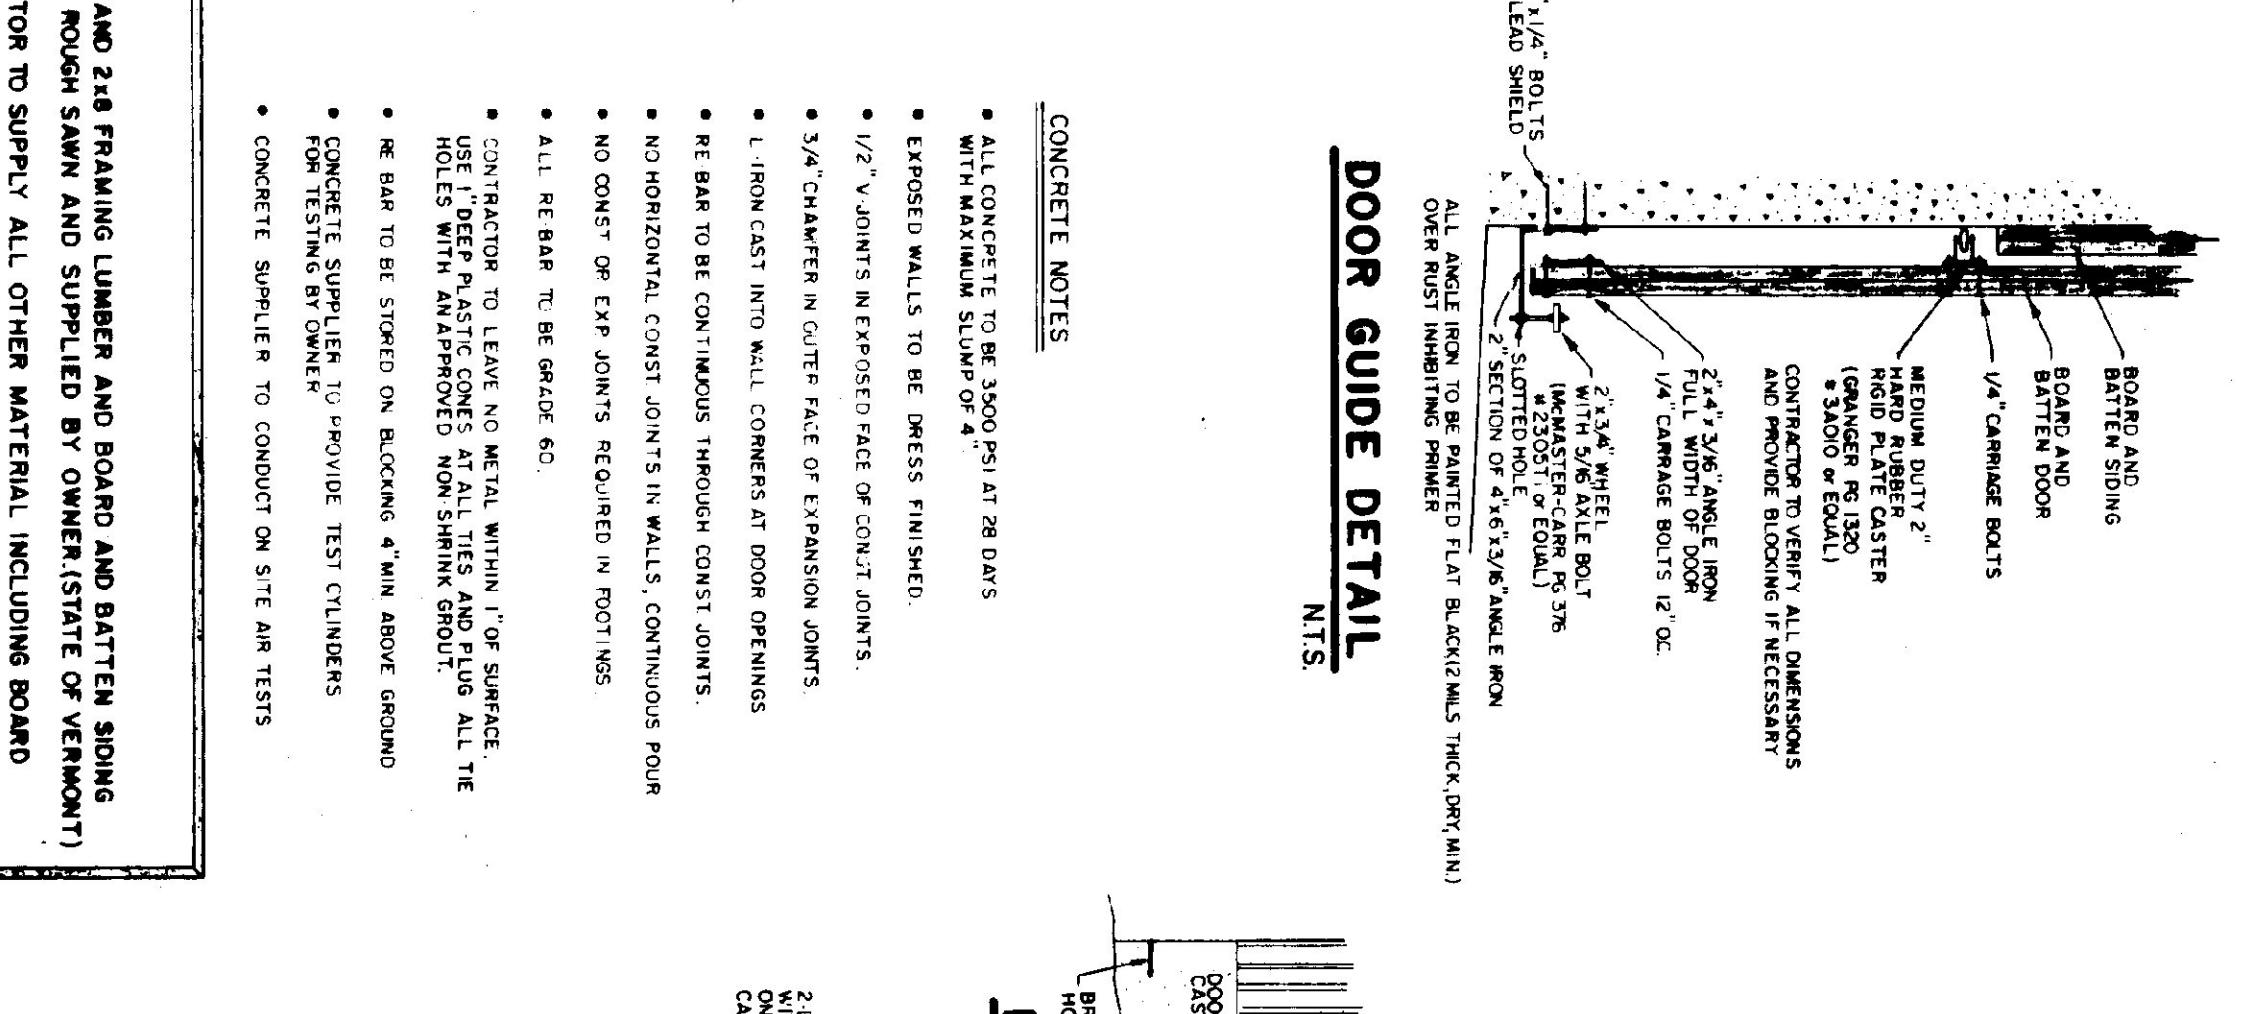 BOARD AND
BATTEN SIDING
BOARD AND
BATTEN DOOR
1/4" CARRIAGE BOLTS
MEDIUM DUTY 2"
HARD RUBBER
RIGID PLATE CASTER
(GRANGER PG 1320
#3A010 or EQUAL)
CONTRACTOR TO VERIFY ALL DIMENSIONS
AND PROVIDE BLOCKING IF NECESSARY
2"x4"x3/16" ANGLE IRON
FULL WIDTH OF DOOR
1/4" CARRAGE BOLTS 12" O.C.
2"x3/4" WHEEL
WITH 5/16" AXLE BOLT
(McMASTER-CARR PG 376
#2305T1 or EQUAL)
SLOTTED HOLE
2" SECTION OF 4"x6"x3/16" ANGLE IRON
"x1/4" BOLTS
LEAD SHIELD
ALL ANGLE IRON TO BE PAINTED FLAT BLACK(2 MILS THICK, DRY, MIN.)
OVER RUST INHIBITING PRIMER
DOOR GUIDE DETAIL
N.T.S.
CONCRETE NOTES
• ALL CONCRETE TO BE 3500 PSI AT 28 DAYS
WITH MAXIMUM SLUMP OF 4"
• EXPOSED WALLS TO BE DRESS FINISHED.
• 1/2" V-JOINTS IN EXPOSED FACE OF CONST. JOINTS.
• 3/4" CHAMFER IN OUTER FACE OF EXPANSION JOINTS.
• L-IRON CAST INTO WALL CORNERS AT DOOR OPENINGS
• RE-BAR TO BE CONTINUOUS THROUGH CONST. JOINTS.
• NO HORIZONTAL CONST. JOINTS IN WALLS, CONTINUOUS POUR
• NO CONST OR EXP JOINTS REQUIRED IN FOOTINGS.
• ALL RE-BAR TO BE GRADE 60.
• CONTRACTOR TO LEAVE NO METAL WITHIN 1" OF SURFACE.
USE 1" DEEP PLASTIC CONES AT ALL TIES AND PLUG ALL TIE
HOLES WITH AN APPROVED NON-SHRINK GROUT.
• RE BAR TO BE STORED ON BLOCKING 4" MIN ABOVE GROUND
• CONCRETE SUPPLIER TO PROVIDE TEST CYLINDERS
FOR TESTING BY OWNER
• CONCRETE SUPPLIER TO CONDUCT ON SITE AIR TESTS
AND 2x8 FRAMING LUMBER AND BOARD AND BATTEN SIDING
ROUGH SAWN AND SUPPLIED BY OWNER.(STATE OF VERMONT)
TOR TO SUPPLY ALL OTHER MATERIAL INCLUDING BOARD
DOO
CAS
BR
HO
2-
WI
ON
CA